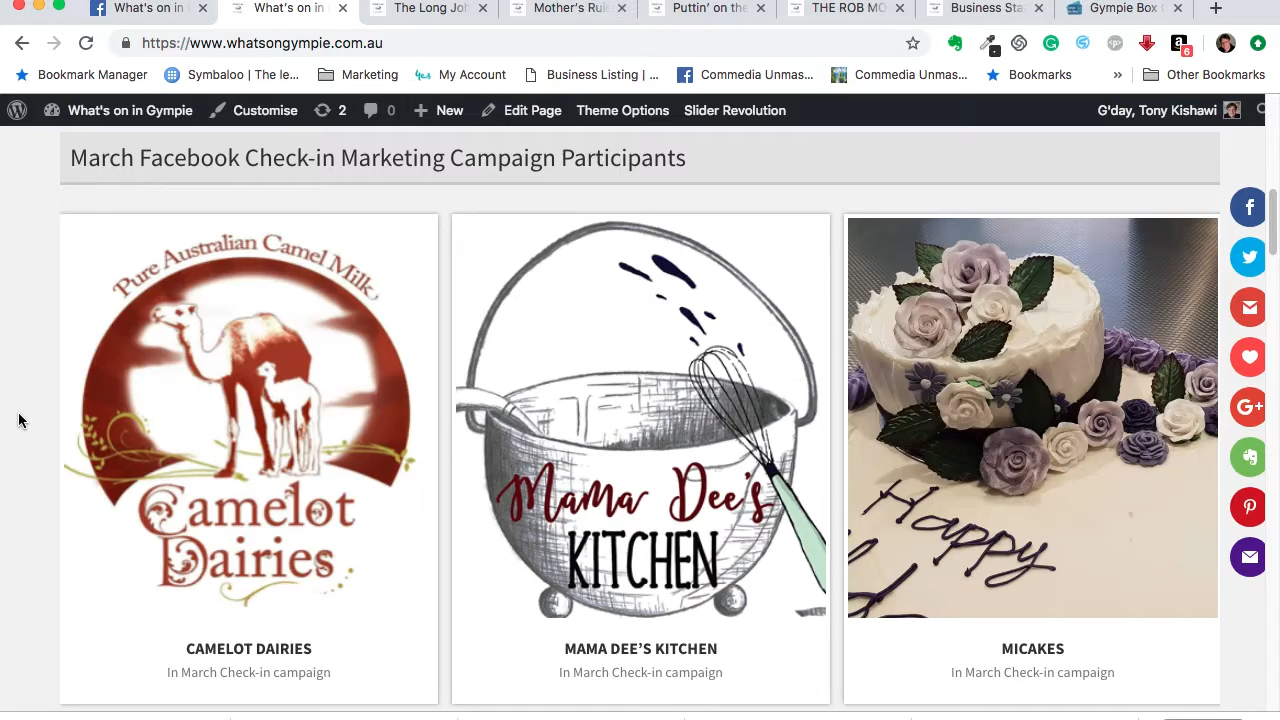 What's on in
What's on in
The Long Joh
Mother's Rul
Puttin' on the
THE ROB MO
Business Sta
Gympie Box
https://www.whatsongympie.com.au
6
Bookmark Manager
Symbaloo | The le...
Marketing
yes My Account
Business Listing | ...
Commedia Unmas...
Commedia Unmas...
Bookmarks
»
Other Bookmarks
What's on in Gympie
Customise
2
0
New
Edit Page
Theme Options
Slider Revolution
G'day, Tony Kishawi
March Facebook Check-in Marketing Campaign Participants
Pure Australian Camel Milk
Camelot
Dairies
Mama Dee's
KITCHEN
Happy
CAMELOT DAIRIES
In March Check-in campaign
MAMA DEE'S KITCHEN
In March Check-in campaign
MICAKES
In March Check-in campaign